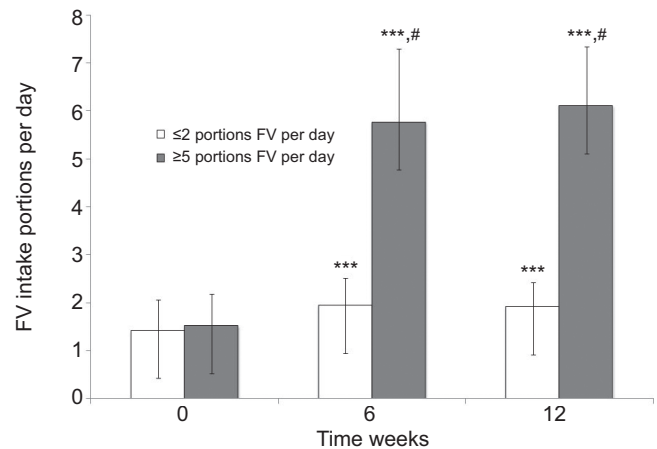 8
7
6
5
4
3
2
1
0
FV intake portions per day
≤2 portions FV per day
≥5 portions FV per day
***
***,#
***
***,#
0 6 12
Time weeks